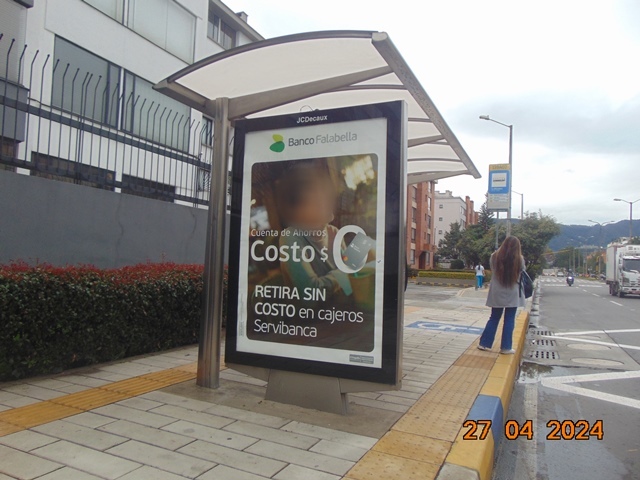 JCDecaux
Banco Falabella
Cuenta de Ahorros
Costo $0
RETIRA SIN
COSTO en cajeros
Servibanca
27 04 2024